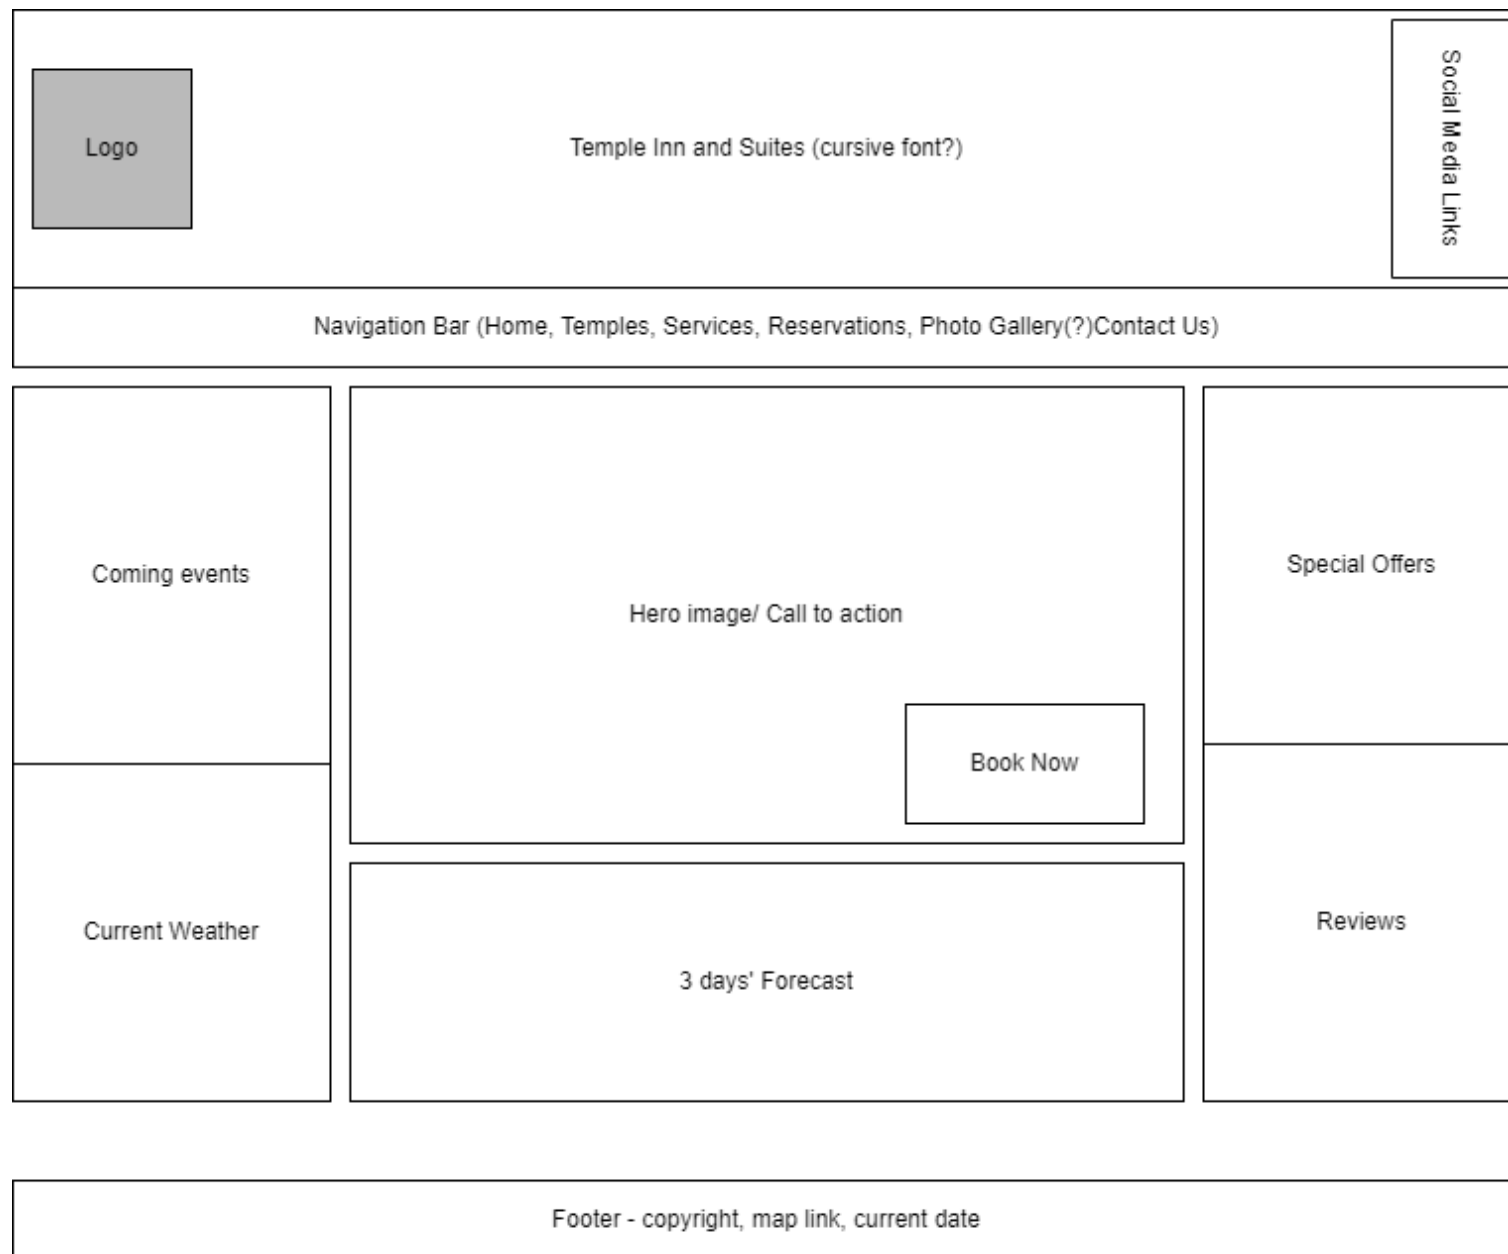 Logo
Temple Inn and Suites (cursive font?)
Social Media Links
Navigation Bar (Home, Temples, Services, Reservations, Photo Gallery(?)Contact Us)
Coming events
Hero image/ Call to action
Book Now
Special Offers
Current Weather
3 days' Forecast
Reviews
Footer - copyright, map link, current date